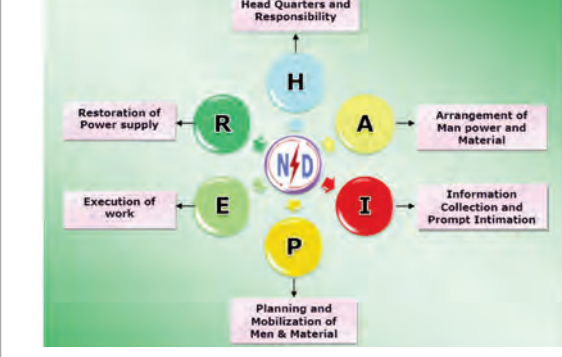 Head Quarters and
Responsibility
H
Restoration of
Power supply
R
A
Arrangement of
Man power and
Material
N D
Execution of
work
E
I
Information
Collection and
Prompt Intimation
P
Planning and
Mobilization of
Men & Material